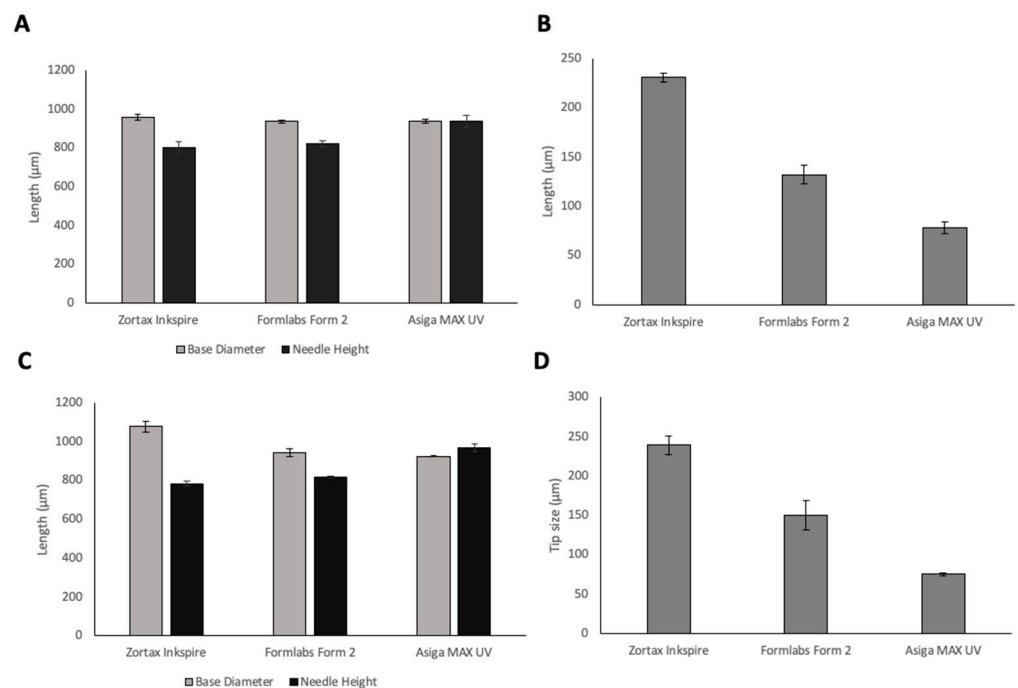 A
1200
1000
800
600
400
200
0
Length (µm)
Zortax Inkspire Formlabs Form 2 Asiga MAX UV
Base Diameter Needle Height
B
250
200
150
100
50
0
Length (µm)
Zortax Inkspire Formlabs Form 2 Asiga MAX UV
C
1200
1000
800
600
400
200
0
Length (µm)
Zortax Inkspire Formlabs Form 2 Asiga MAX UV
Base Diameter Needle Height
D
300
250
200
150
100
50
0
Tip size (µm)
Zortax Inkspire Formlabs Form 2 Asiga MAX UV